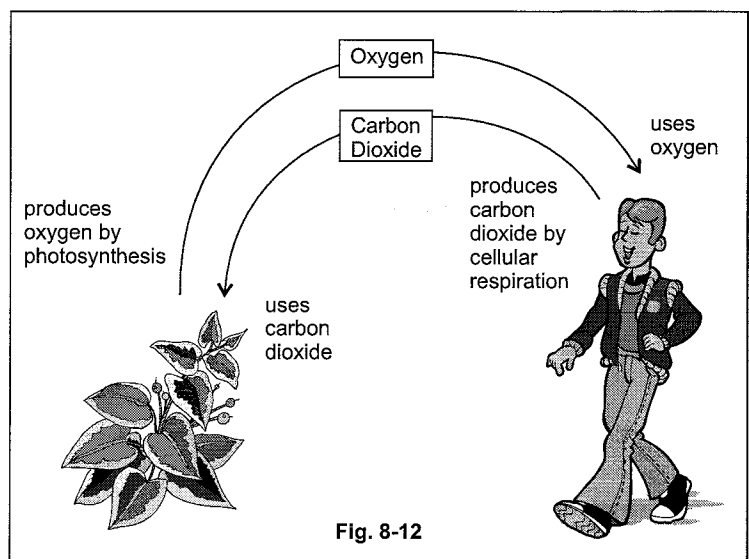 Oxygen
Carbon
Dioxide
uses
oxygen
produces
carbon
dioxide by
cellular
respiration
produces
oxygen by
photosynthesis
uses
carbon
dioxide
Fig. 8-12